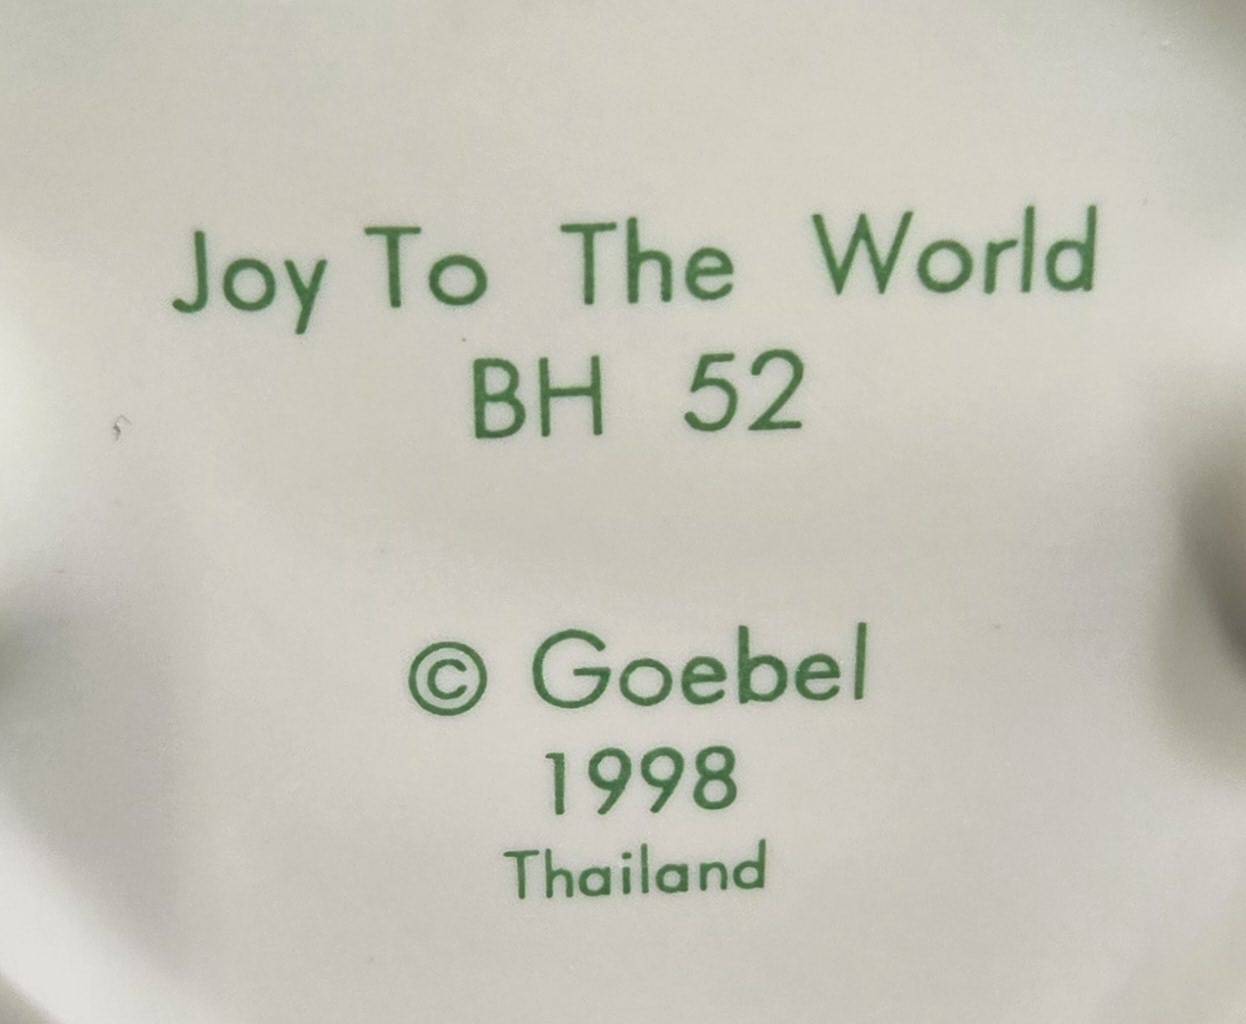 Joy To The World
BH 52
© Goebel
1998
Thailand